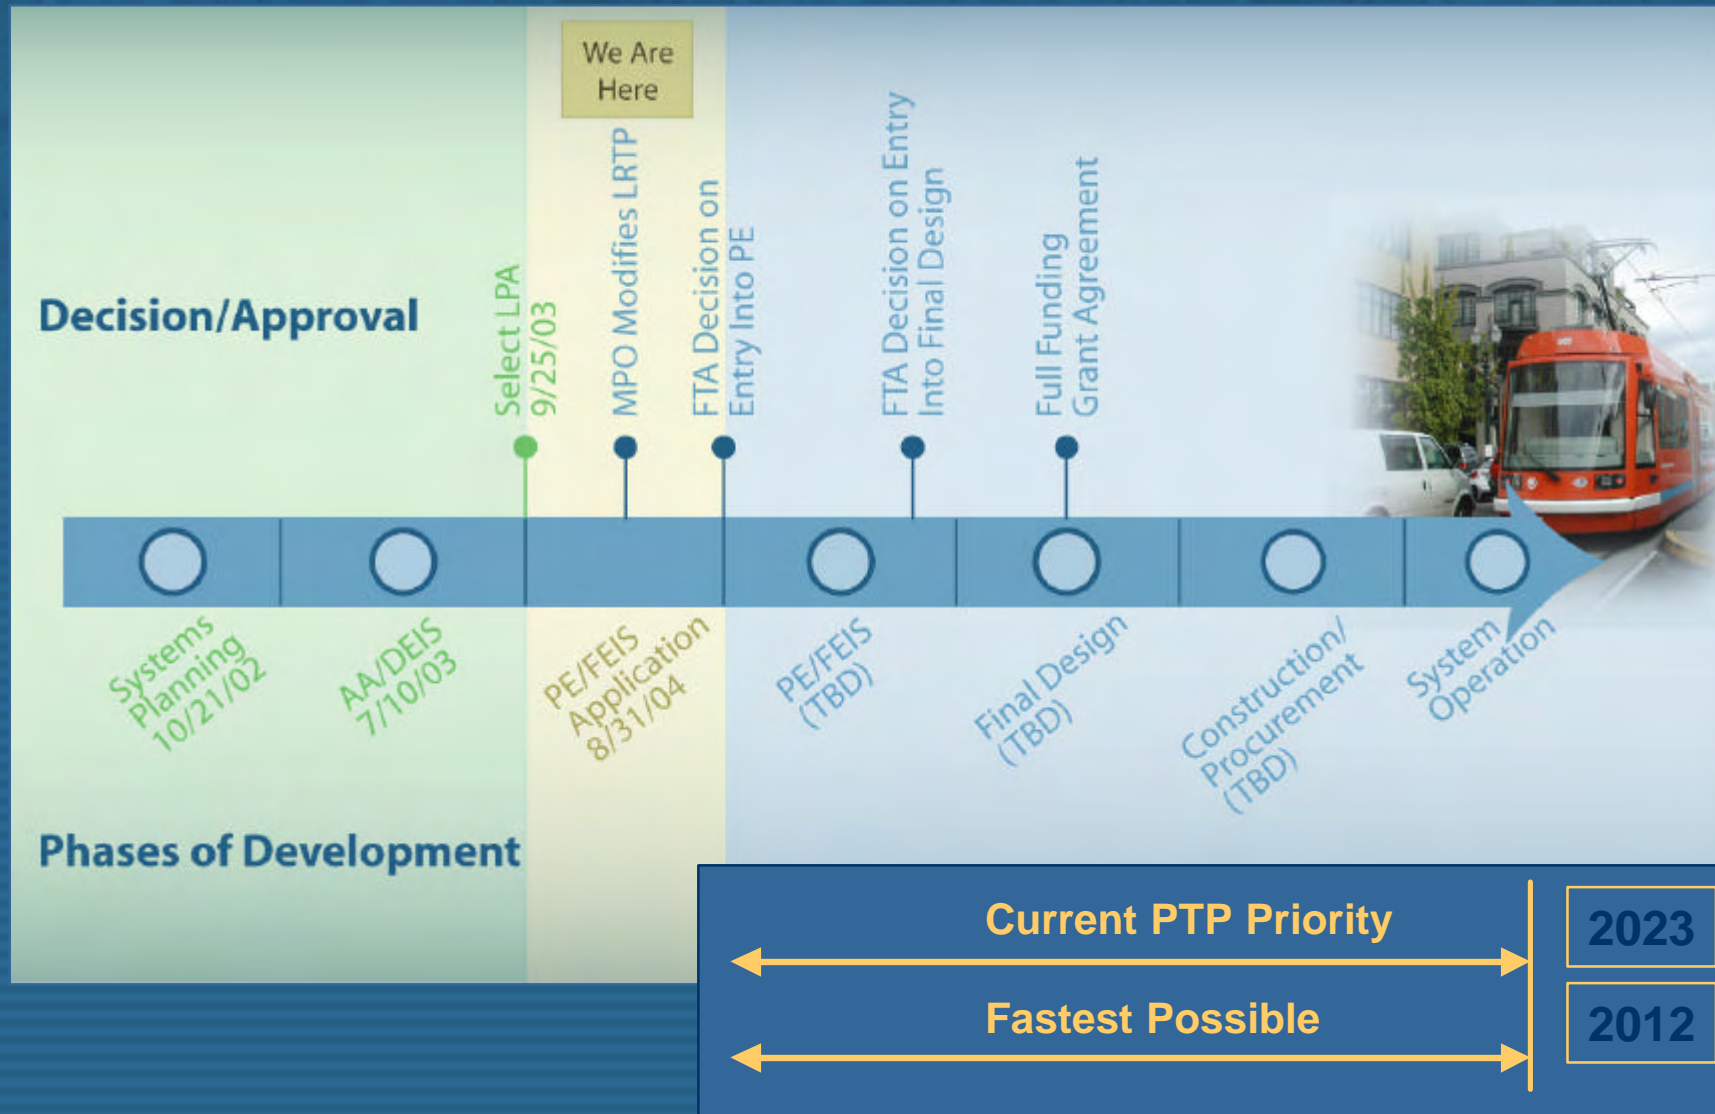 We Are
Here
Decision/Approval
Select LPA
9/25/03
MPO Modifies LRTP
FTA Decision on
Entry Into PE
FTA Decision on Entry
Into Final Design
Full Funding
Grant Agreement
Systems
Planning
10/21/02
AA/DEIS
7/10/03
PE/FEIS
Application
8/31/04
PE/FEIS
(TBD)
Final Design
(TBD)
Construction/
Procurement
(TBD)
System
Operation
Phases of Development
Current PTP Priority
2023
Fastest Possible
2012